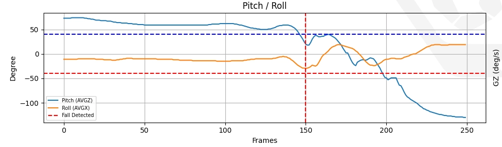 Pitch / Roll
Degree
50
0
−50
−100
Pitch (AVGZ)
Roll (AVGX)
Fall Detected
GZ (deg/s)
0
50
100
150
200
250
Frames